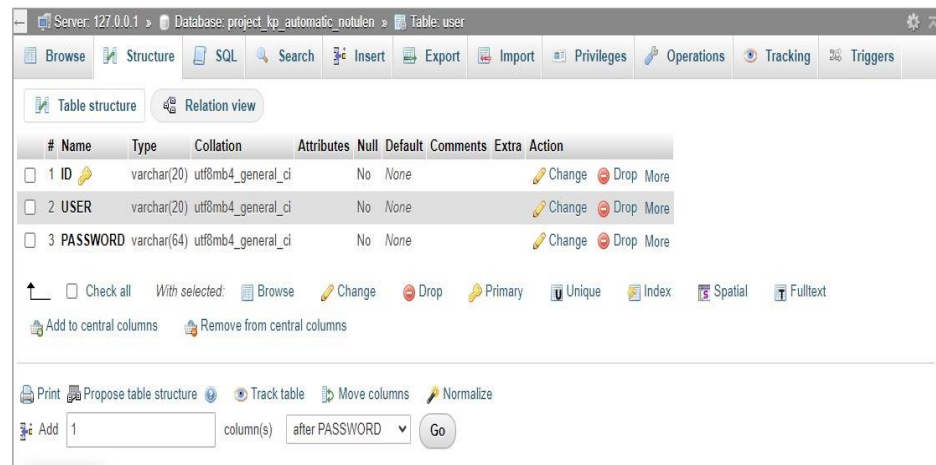 Server: 127.0.0.1 » Database: project_kp_automatic_notulen » Table: user
Browse Structure SQL Search Insert Export Import Privileges Operations Tracking Triggers
Table structure Relation view
# Name Type Collation Attributes Null Default Comments Extra Action
1 ID varchar(20) utf8mb4_general_ci No None Change Drop More
2 USER varchar(20) utf8mb4_general_ci No None Change Drop More
3 PASSWORD varchar(64) utf8mb4_general_ci No None Change Drop More
Check all With selected: Browse Change Drop Primary Unique Index Spatial Fulltext
Add to central columns Remove from central columns
Print Propose table structure Track table Move columns Normalize
Add 1 column(s) after PASSWORD Go